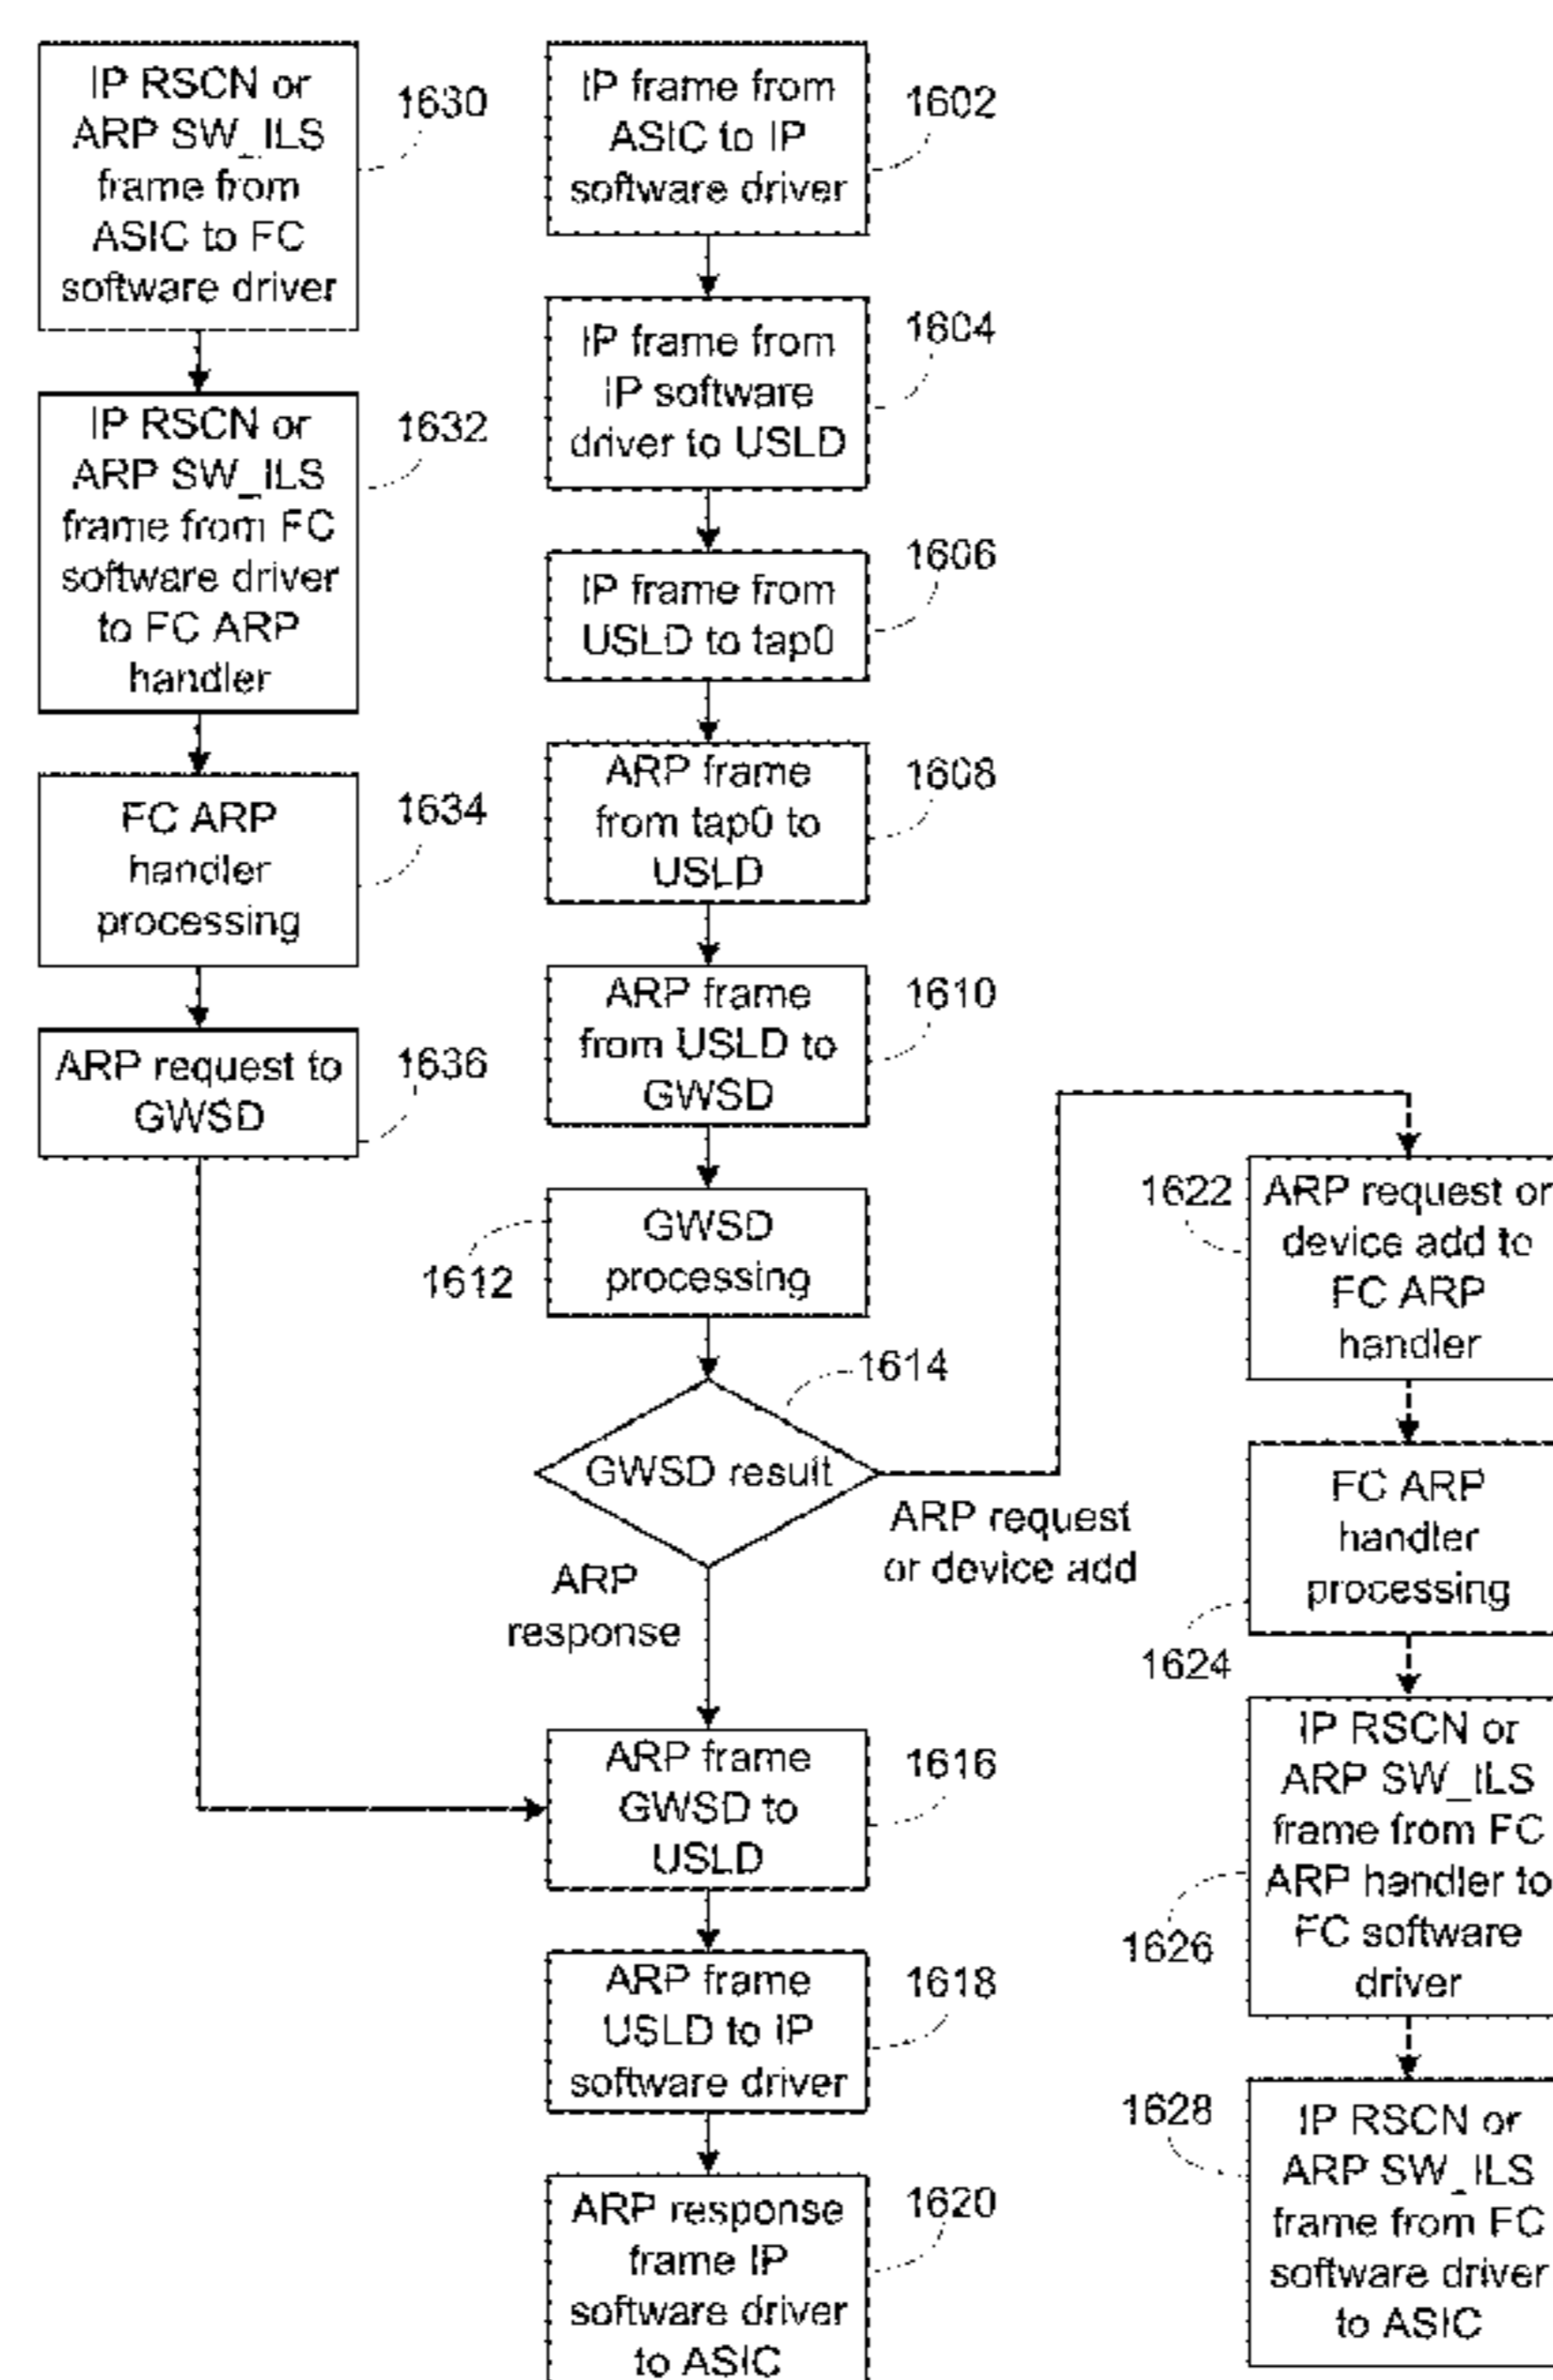 IP RSCN or
ARP SW_ILS
frame from
ASIC to FC
software driver
1630
IP RSCN or
ARP SW_ILS
frame from FC
software driver
to FC ARP
handler
1632
FC ARP
handler
processing
1634
ARP request to
GWSD
1636
IP frame from
ASIC to IP
software driver
1602
IP frame from
IP software
driver to USLD
1604
IP frame from
USLD to tap0
1606
ARP frame
from tap0 to
USLD
1608
ARP frame
from USLD to
GWSD
1610
GWSD
processing
1612
GWSD result
1614
ARP request
or device add
ARP
response
ARP frame
GWSD to
USLD
1616
ARP frame
USLD to IP
software driver
1618
ARP response
frame IP
software driver
to ASIC
1620
1622
ARP request or
device add to
FC ARP
handler
FC ARP
handler
processing
1624
IP RSCN or
ARP SW_ILS
frame from FC
ARP handler to
FC software
driver
1626
1628
IP RSCN or
ARP SW_ILS
frame from FC
software driver
to ASIC